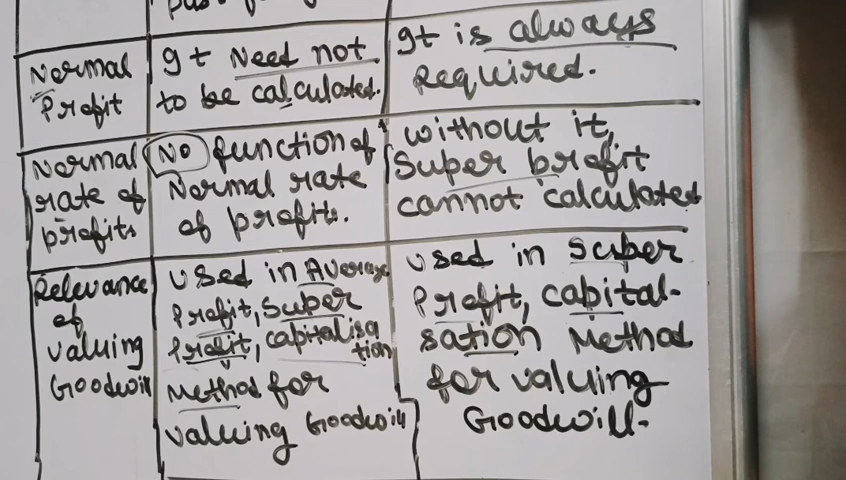 Normal
Profit
It Need not
to be calculated.
It is always
Required.
Normal
rate of
profits
No function of
Normal rate
of profits.
without it,
Super profit
cannot calculated
Relevance
of
valuing
Goodwill
Used in Average
Profit, Super
Profit, capitalisa
tion
Method for
valuing Goodwill
Used in Super
Profit, capital-
sation Method
for valuing
Goodwill.